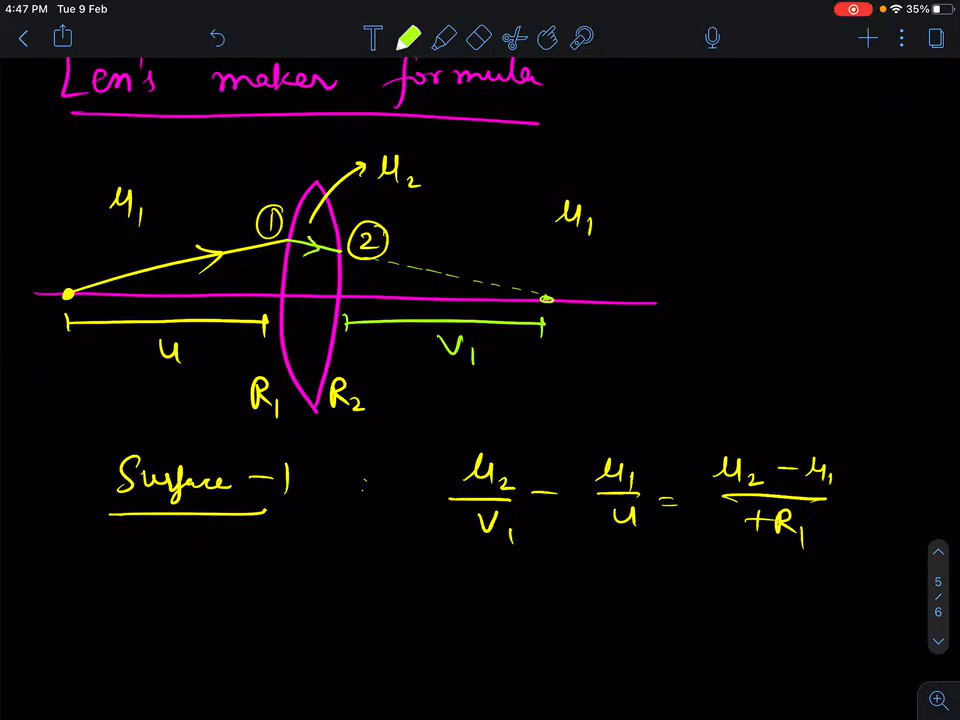 4:47 PM Tue 9 Feb
35%
T
Len's maker formula
μ₂
μ₁
μ₁
① ②
u
v₁
R₁ R₂
Surface - 1 : μ₂/v₁ - μ₁/u = μ₂ - μ₁/+R₁
5
/
6